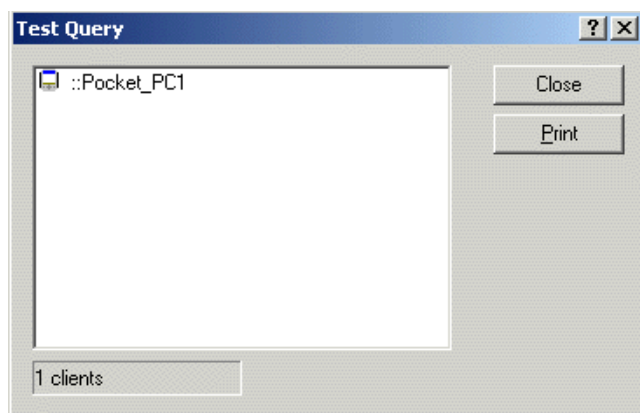 Test Query
::Pocket_PC1
Close
Print
1 clients